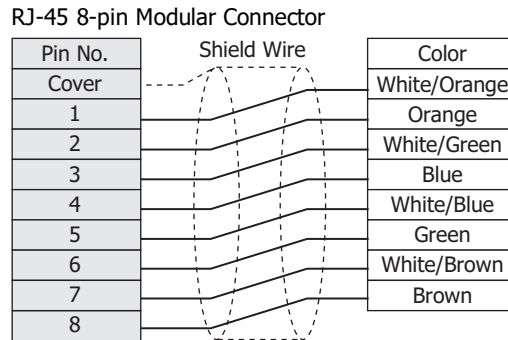 RJ-45 8-pin Modular Connector
Pin No. Shield Wire Color
Cover White/Orange
1 Orange
2 White/Green
3 Blue
4 White/Blue
5 Green
6 White/Brown
7 Brown
8